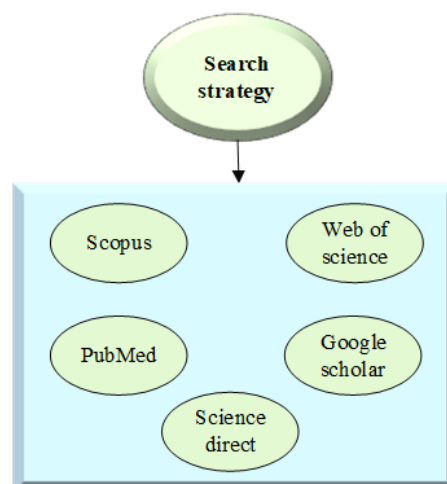 Search
strategy
Scopus
Web of
science
PubMed
Google
scholar
Science
direct